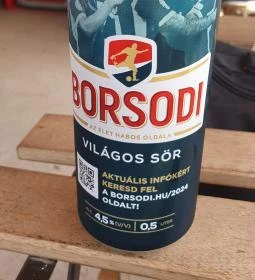 BORSODI
AZ ÉLET HABOS OLDALA
VILÁGOS SÖR
AKTUÁLIS INFÓKÉRT
KERESD FEL
A BORSODI.HU/2024
OLDALT!
4,5% (V/V) 0,5 LITER